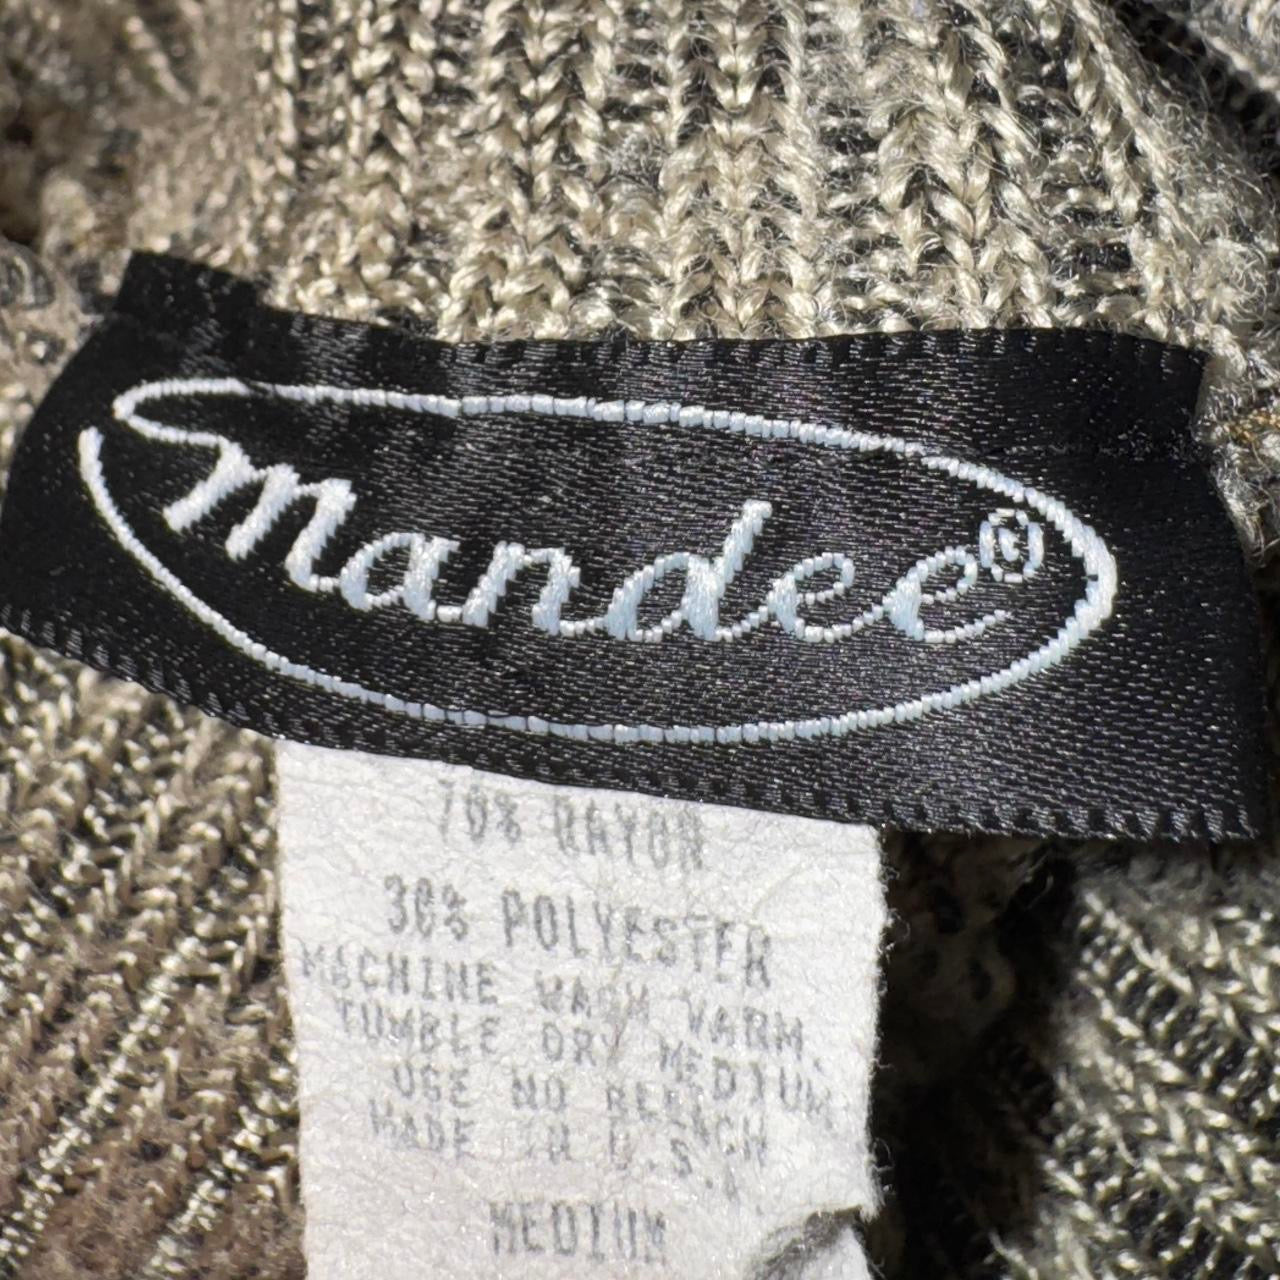 mandee®
70% RAYON
30% POLYESTER
MACHINE WASH WARM.
TUMBLE DRY MEDIUM
USE NO BLEACH
MADE IN U.S.A.
MEDIUM